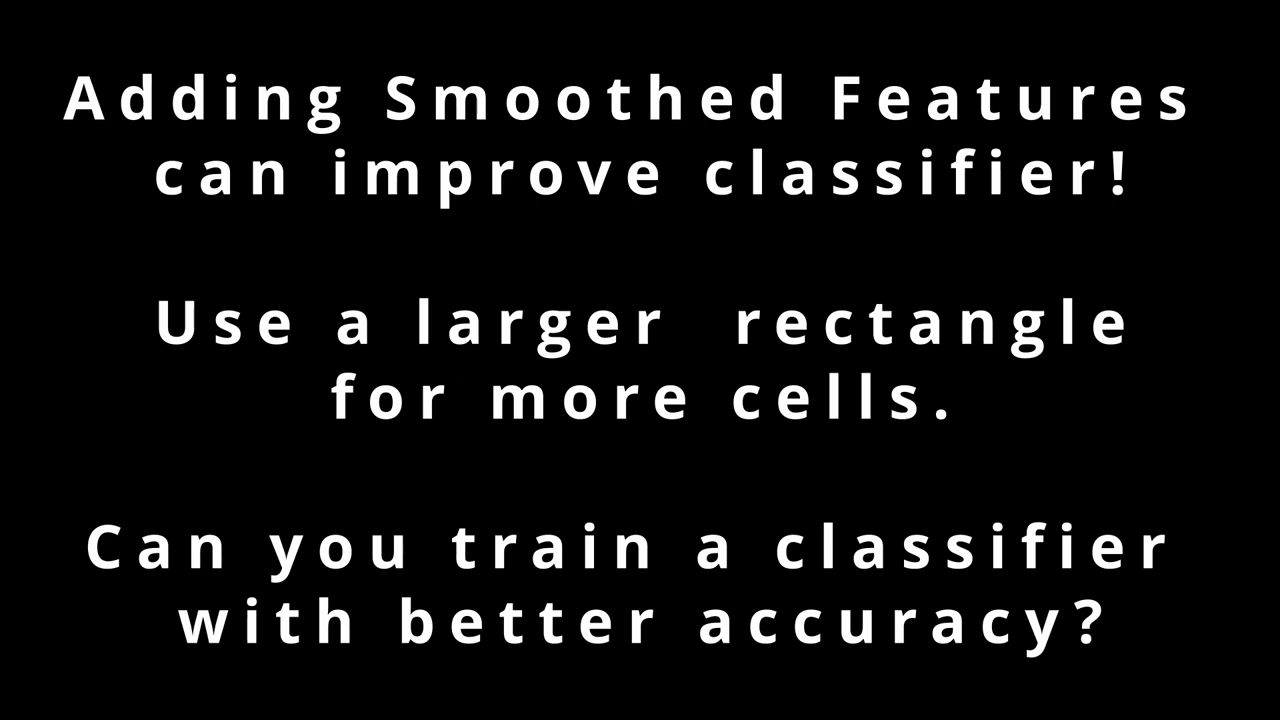 Adding Smoothed Features
can improve classifier!
Use a larger rectangle
for more cells.
Can you train a classifier
with better accuracy?